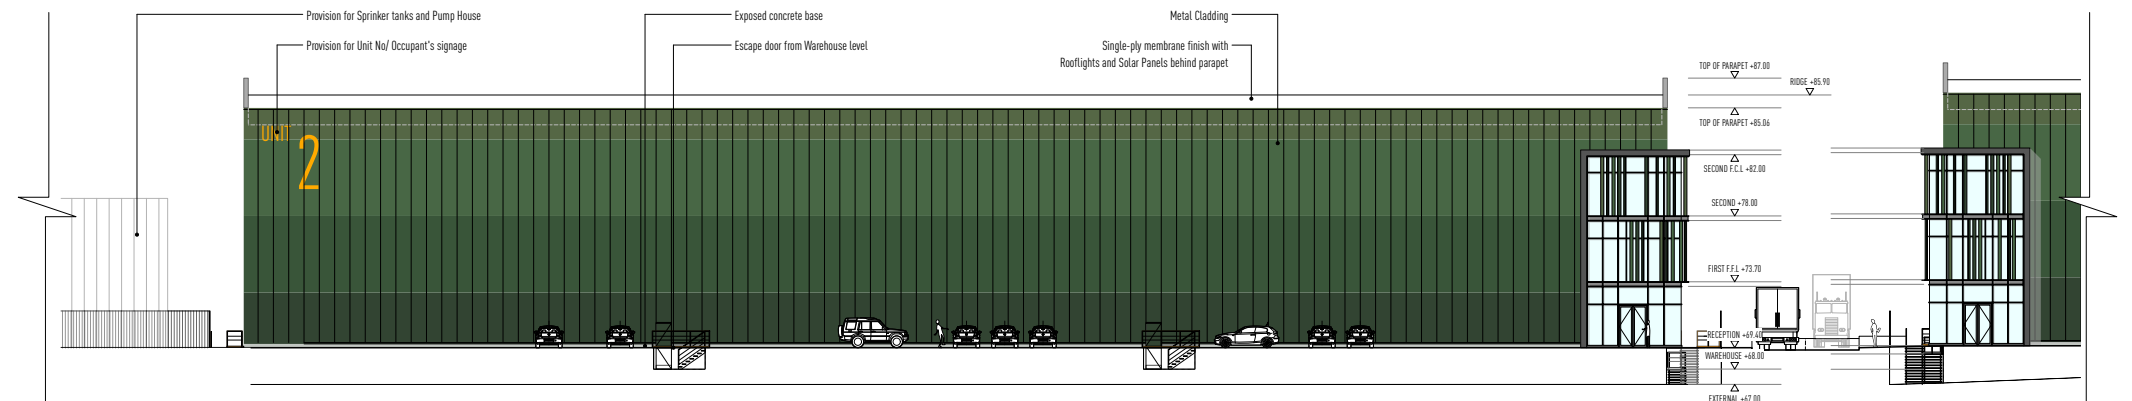 Provision for Sprinker tanks and Pump House
Exposed concrete base
Metal Cladding
Provision for Unit No/ Occupant's signage
Escape door from Warehouse level
Single-ply membrane finish with
Rooflights and Solar Panels behind parapet
TOP OF PARAPET +87.00
RIDGE +85.90
TOP OF PARAPET +85.06
UNIT
2
SECOND F.C.L +82.00
SECOND +78.00
FIRST F.F.L +73.70
RECEPTION +69.40
WAREHOUSE +68.00
EXTERNAL +67.00